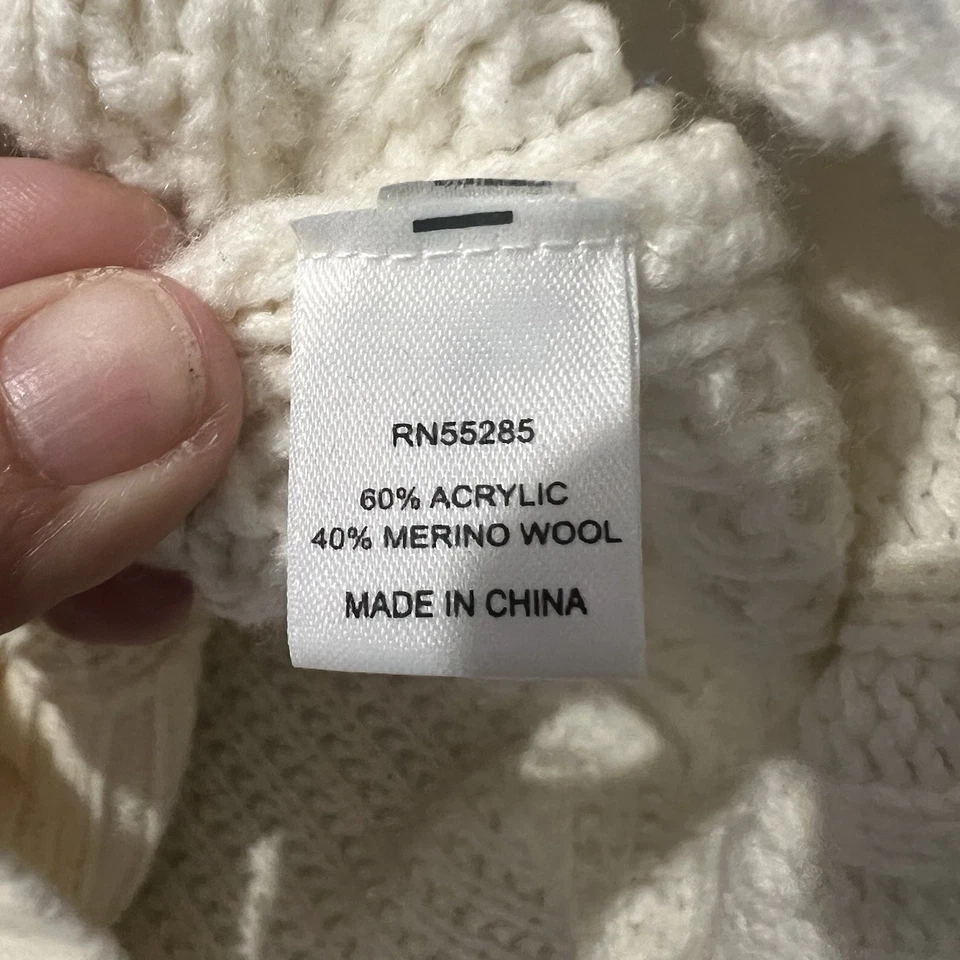 RN55285
60% ACRYLIC
40% MERINO WOOL
MADE IN CHINA